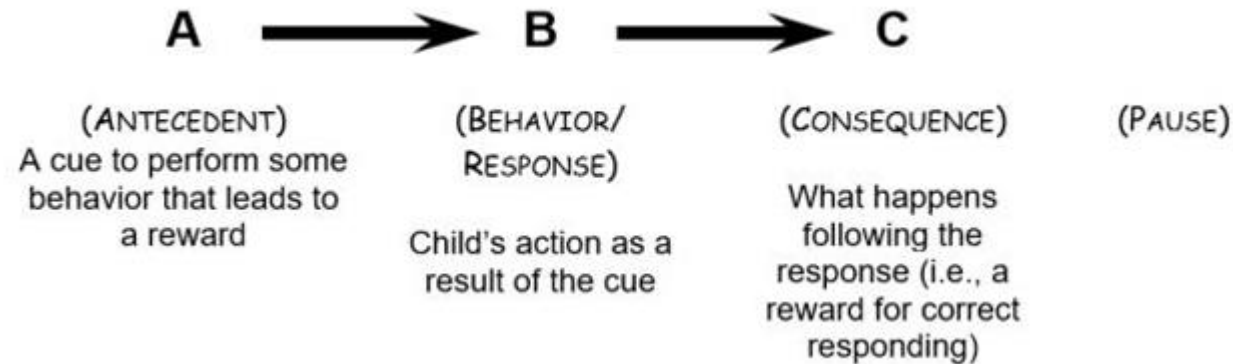 A B C
(ANTECEDENT)
A cue to perform some
behavior that leads to
a reward
(BEHAVIOR/
RESPONSE)
Child's action as a
result of the cue
(CONSEQUENCE)
What happens
following the
response (i.e., a
reward for correct
responding)
(PAUSE)